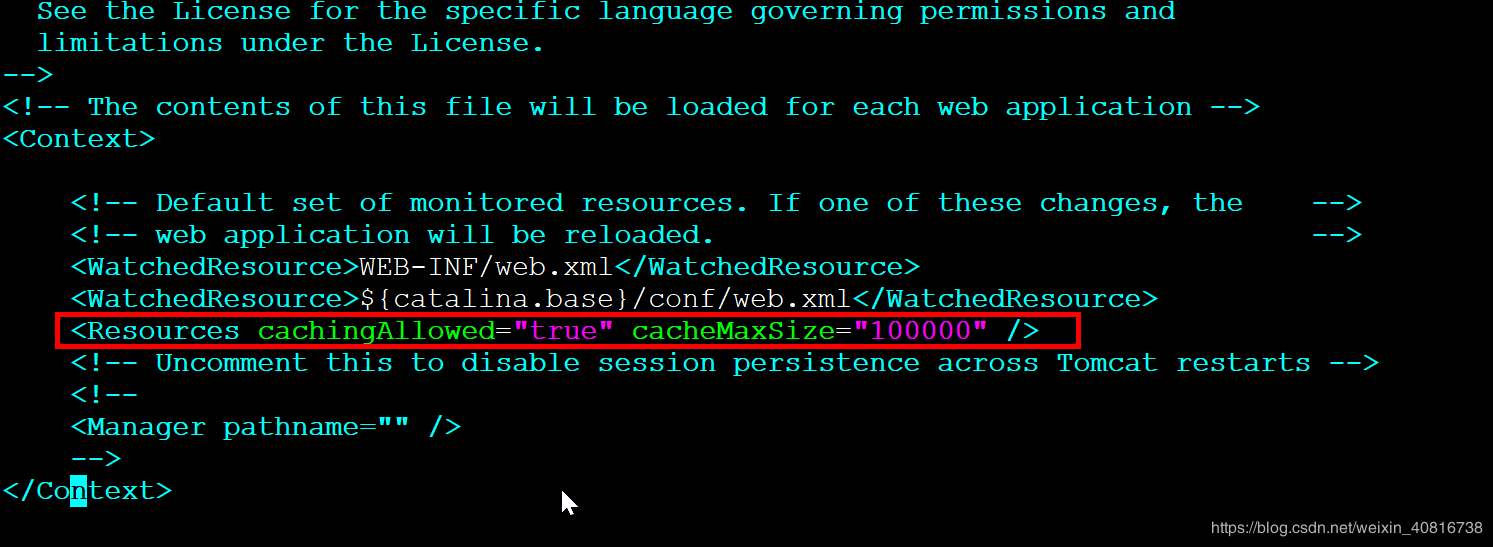 See the License for the specific language governing permissions and
limitations under the License.
-->
<!-- The contents of this file will be loaded for each web application -->
<Context>
<!-- Default set of monitored resources. If one of these changes, the -->
<!-- web application will be reloaded. -->
<WatchedResource>WEB-INF/web.xml</WatchedResource>
<WatchedResource>${catalina.base}/conf/web.xml</WatchedResource>
<Resources cachingAllowed="true" cacheMaxSize="100000" />
<!-- Uncomment this to disable session persistence across Tomcat restarts -->
<!--
<Manager pathname="" />
-->
</Context>
https://blog.csdn.net/weixin_40816738